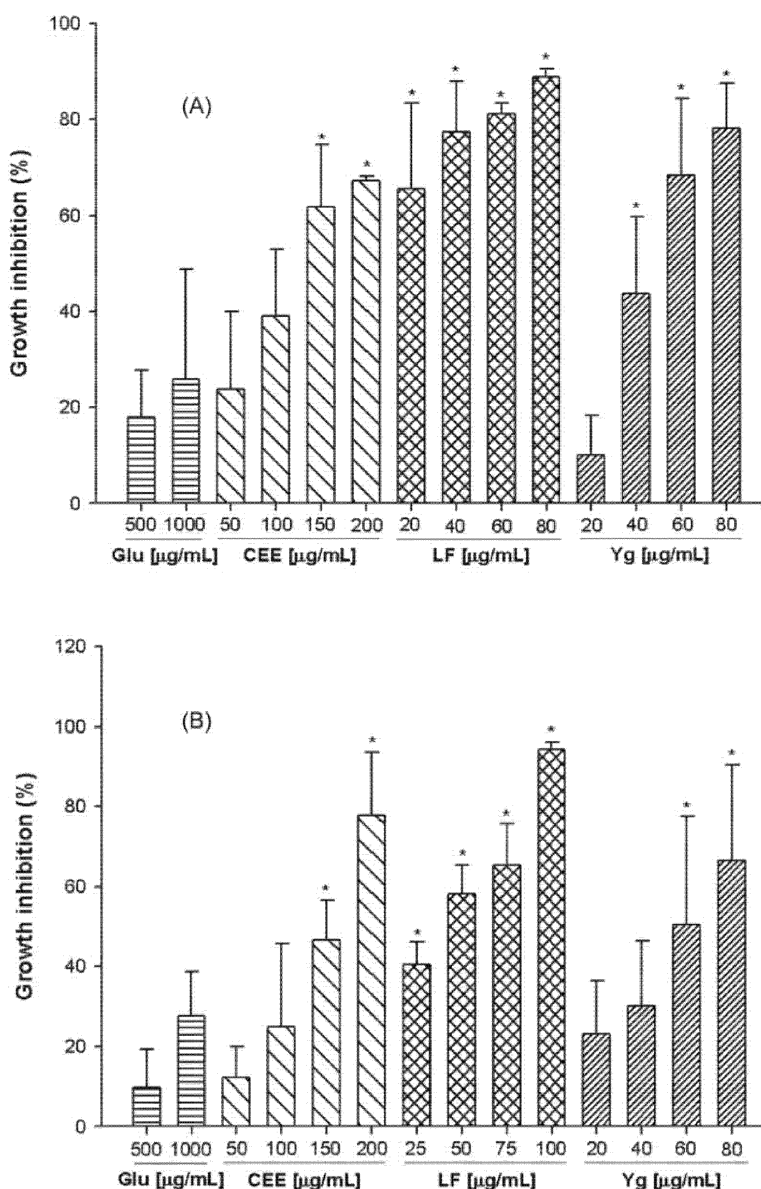 100
80
60
40
20
0
Growth inhibition (%)
(A)
* * * * * * * * *
500 1000 50 100 150 200 20 40 60 80 20 40 60 80
Glu [µg/mL] CEE [µg/mL] LF [µg/mL] Yg [µg/mL]
120
100
80
60
40
20
0
Growth inhibition (%)
(B)
* * * * * * * *
500 1000 50 100 150 200 25 50 75 100 20 40 60 80
Glu [µg/mL] CEE [µg/mL] LF [µg/mL] Yg [µg/mL]